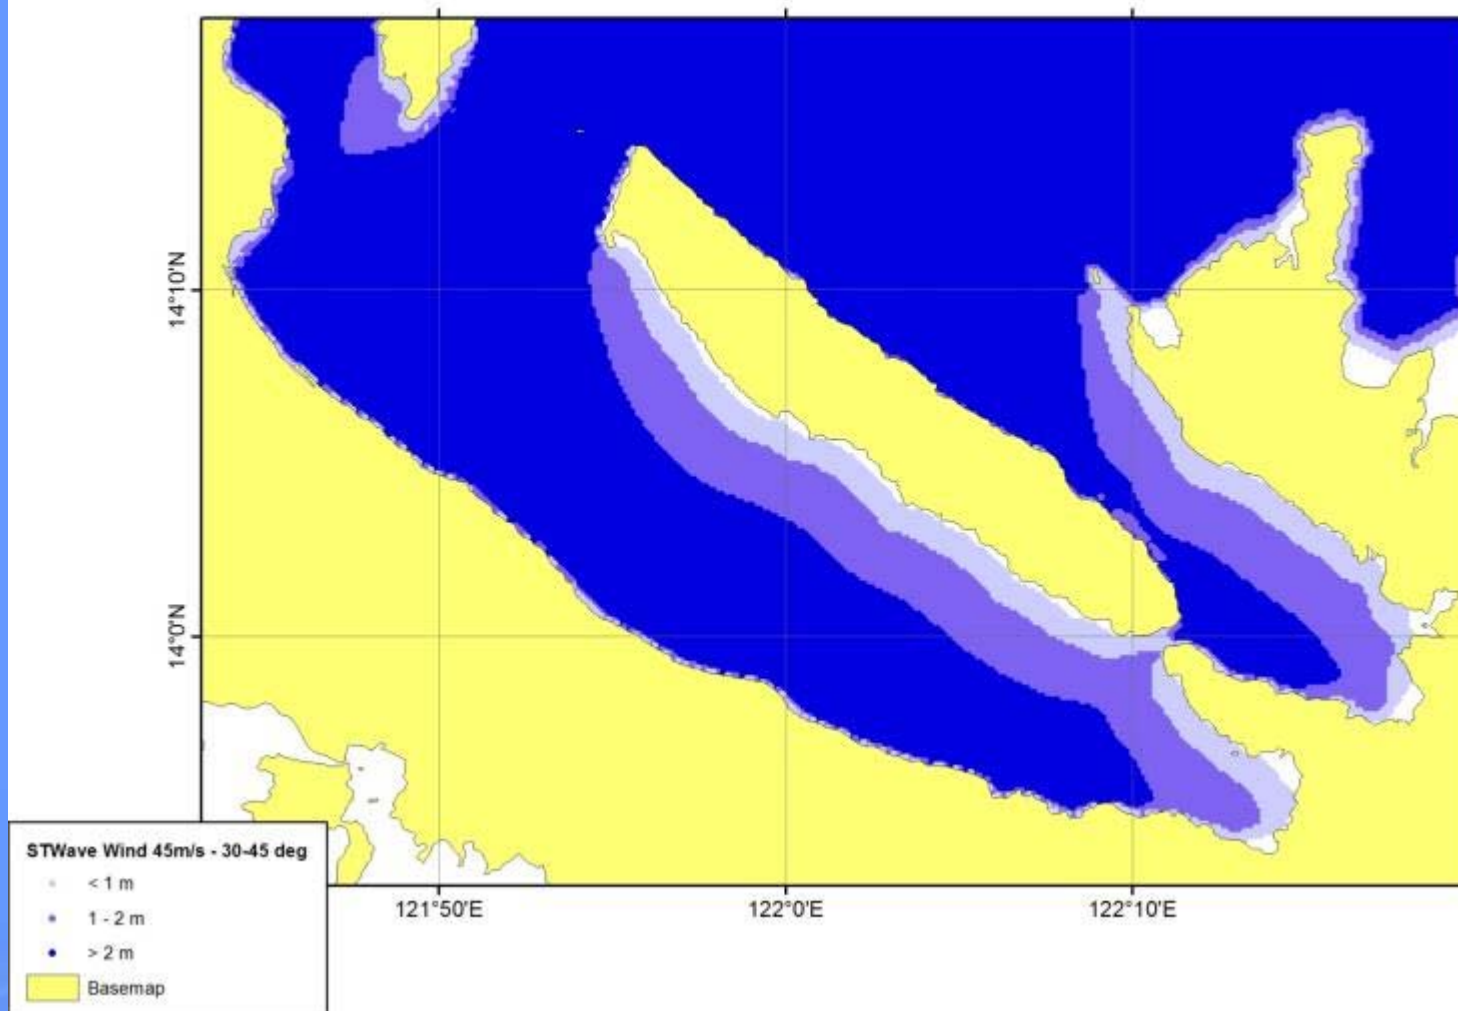 14°10'N
14°0'N
121°50'E
122°0'E
122°10'E
STWave Wind 45m/s - 30-45 deg
< 1 m
1 - 2 m
> 2 m
Basemap